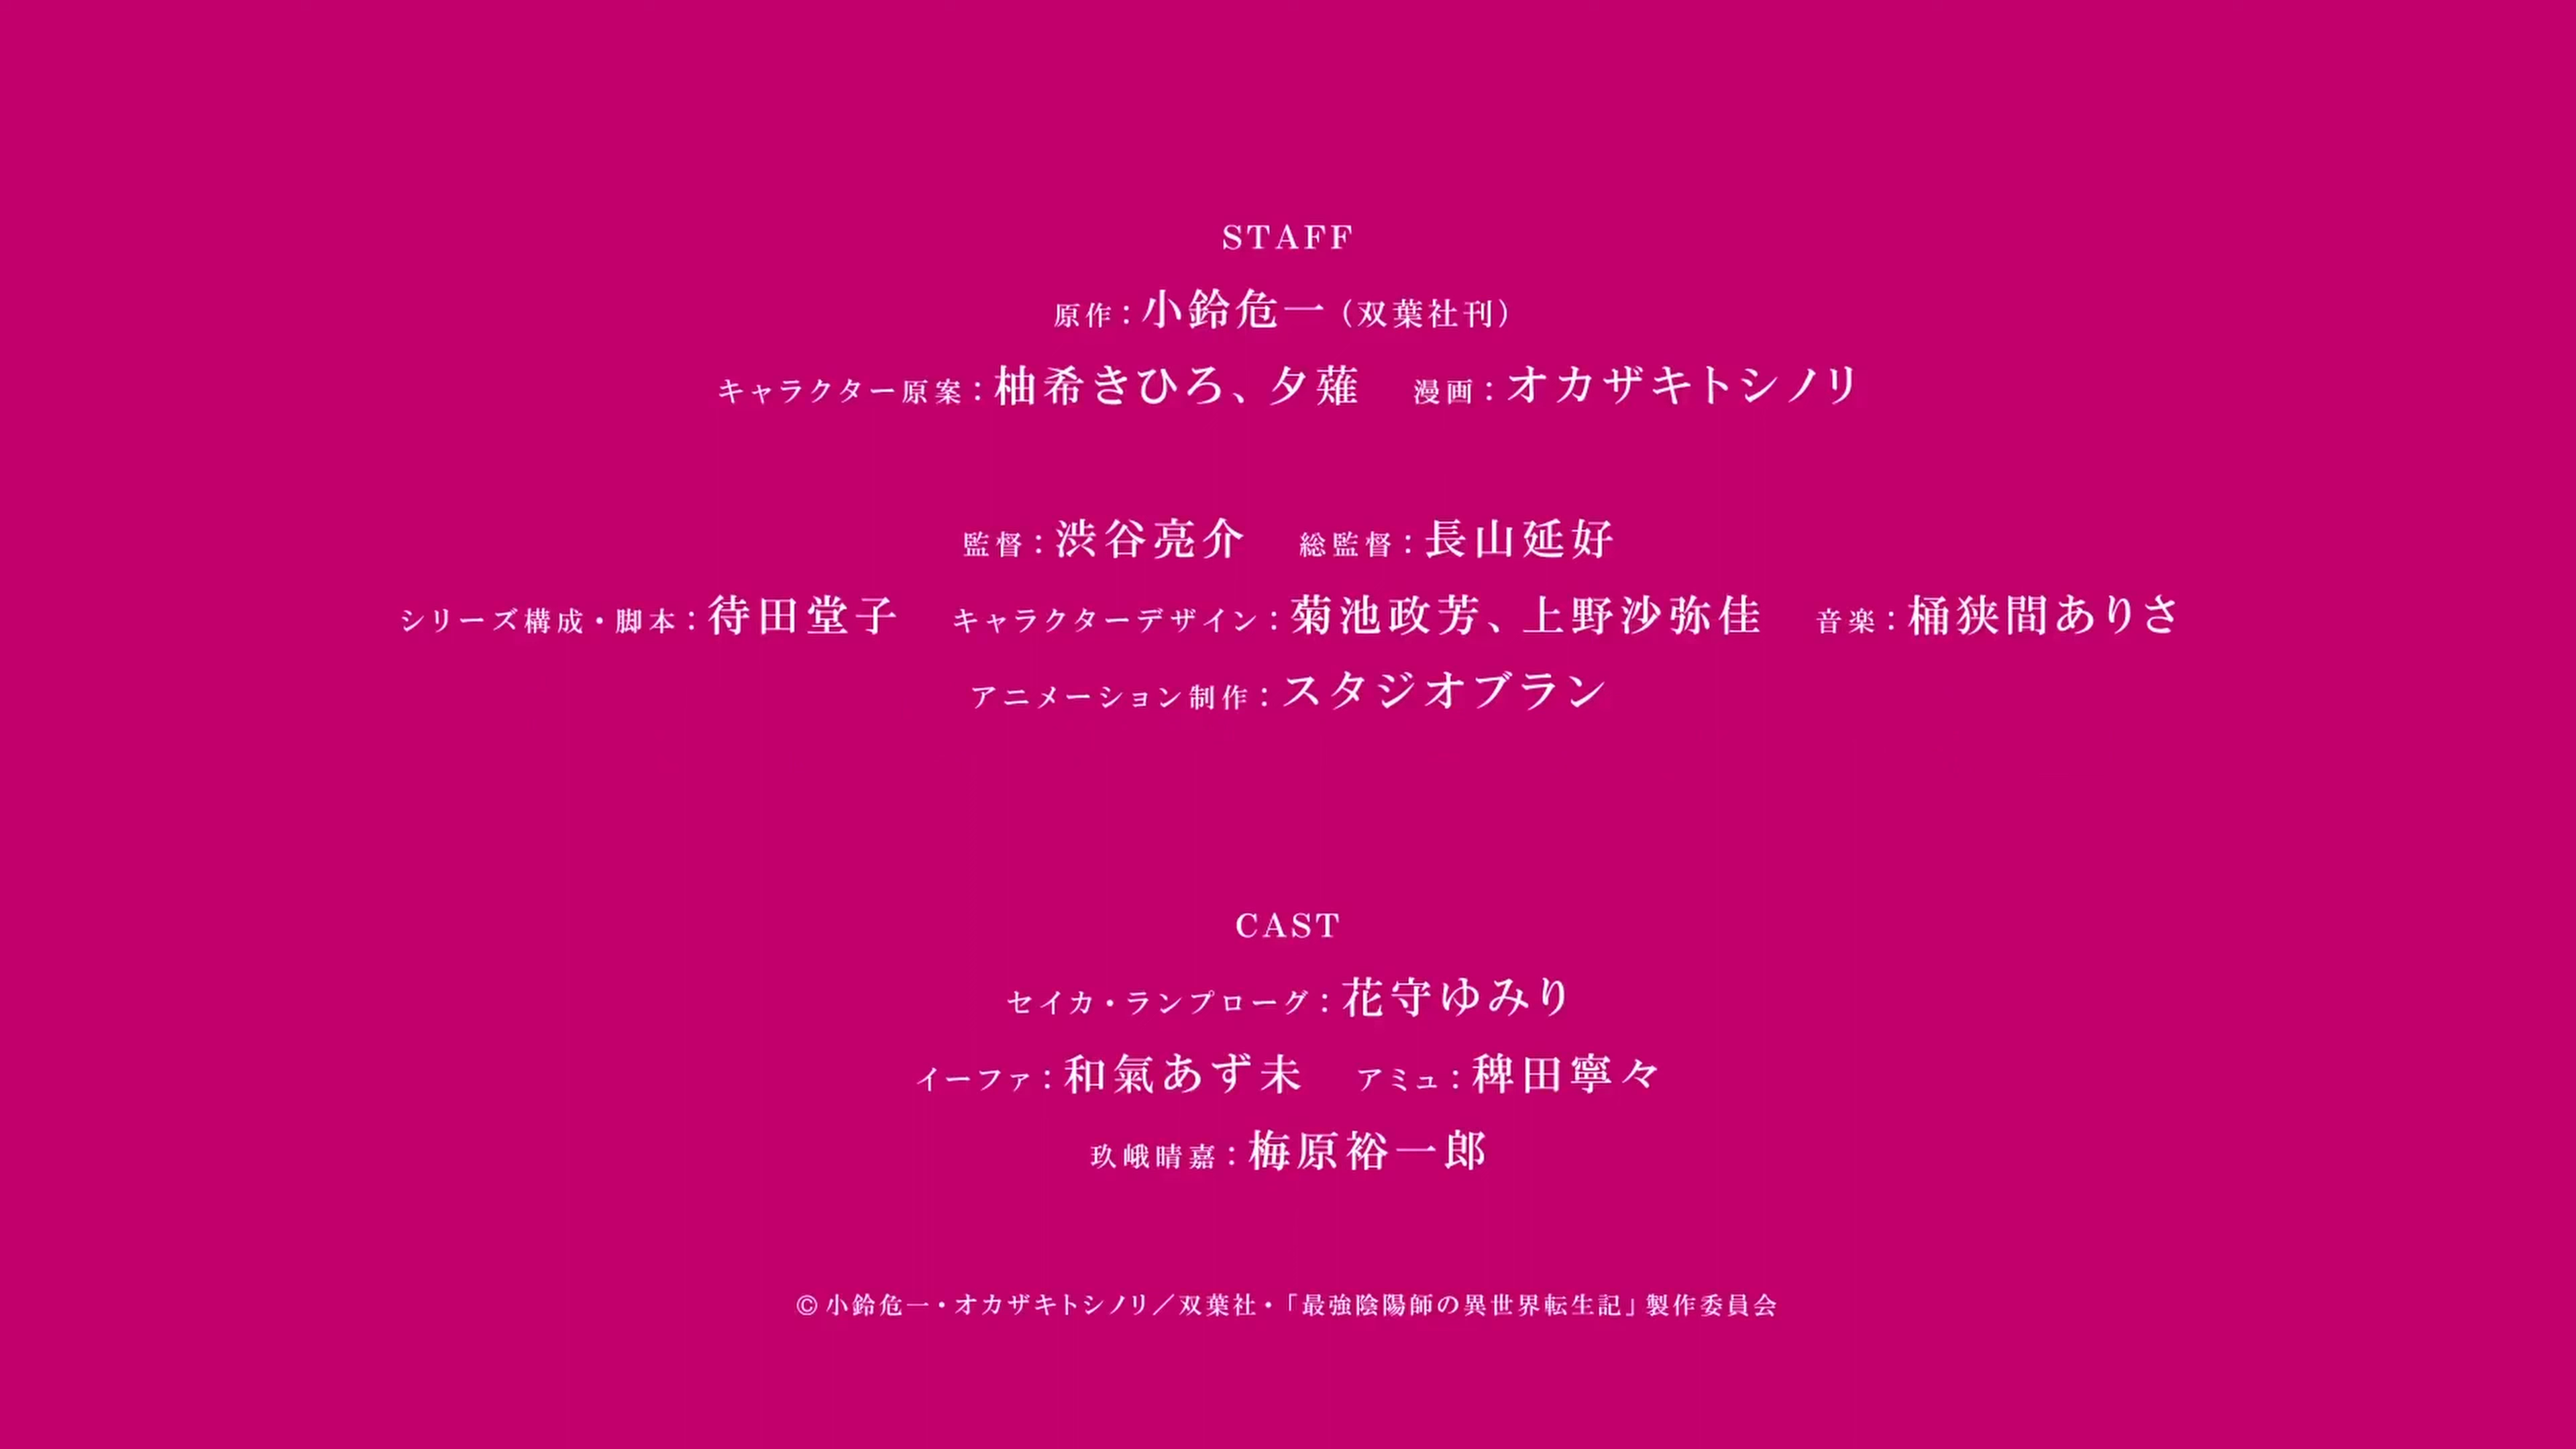 STAFF
原作：小鈴危一（双葉社刊）
キャラクター原案：柚希きひろ、夕薙　漫画：オカザキトシノリ
監督：渋谷亮介　総監督：長山延好
シリーズ構成・脚本：待田堂子　キャラクターデザイン：菊池政芳、上野沙弥佳　音楽：桶狭間ありさ
アニメーション制作：スタジオブラン
CAST
セイカ・ランプローグ：花守ゆみり
イーファ：和氣あず未　アミュ：稗田寧々
玖峨晴嘉：梅原裕一郎
©小鈴危一・オカザキトシノリ／双葉社・「最強陰陽師の異世界転生記」製作委員会